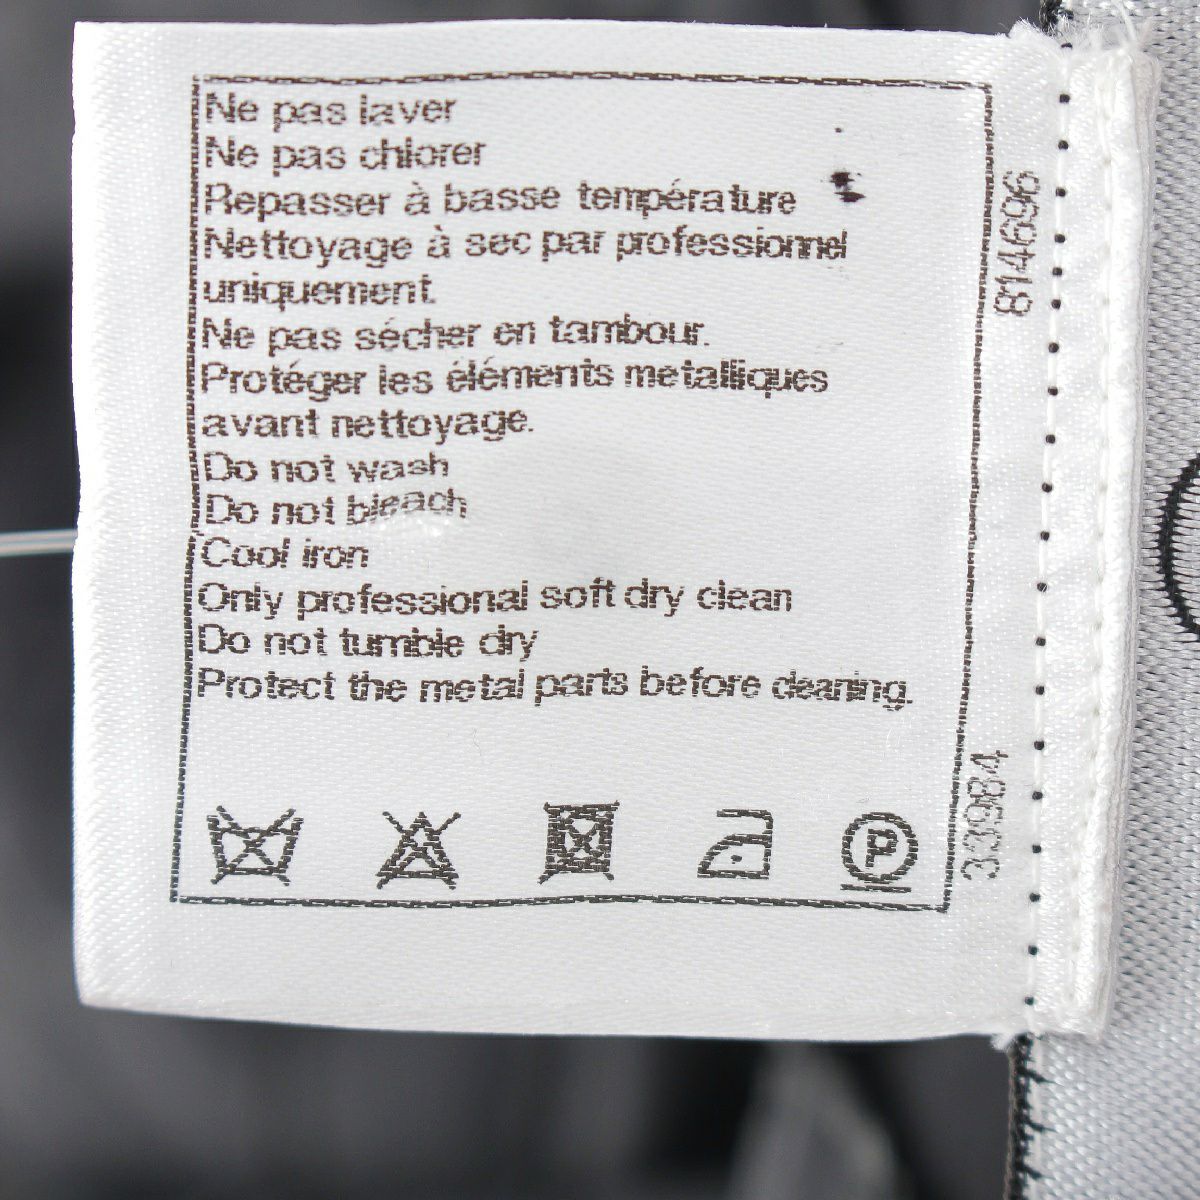 Ne pas laver
Ne pas chlorer
Repasser à basse température
Nettoyage à sec par professionnel
uniquement.
Ne pas sécher en tambour.
Protéger les éléments metalliques
avant nettoyage.
Do not wash
Do not bleach
Cool iron
Only professional soft dry clean
Do not tumble dry
Protect the metal parts before cleaning.
P
814696
33984